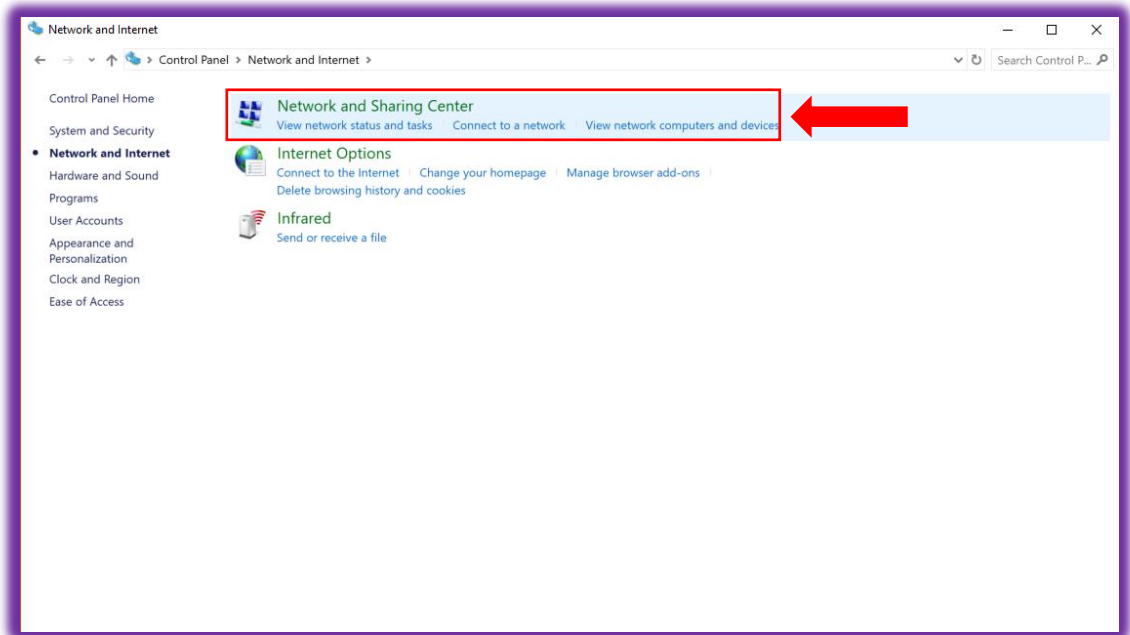 Network and Internet
Control Panel > Network and Internet >
Search Control P...
Control Panel Home
System and Security
Network and Internet
Hardware and Sound
Programs
User Accounts
Appearance and
Personalization
Clock and Region
Ease of Access
Network and Sharing Center
View network status and tasks Connect to a network View network computers and devices
Internet Options
Connect to the Internet Change your homepage Manage browser add-ons
Delete browsing history and cookies
Infrared
Send or receive a file